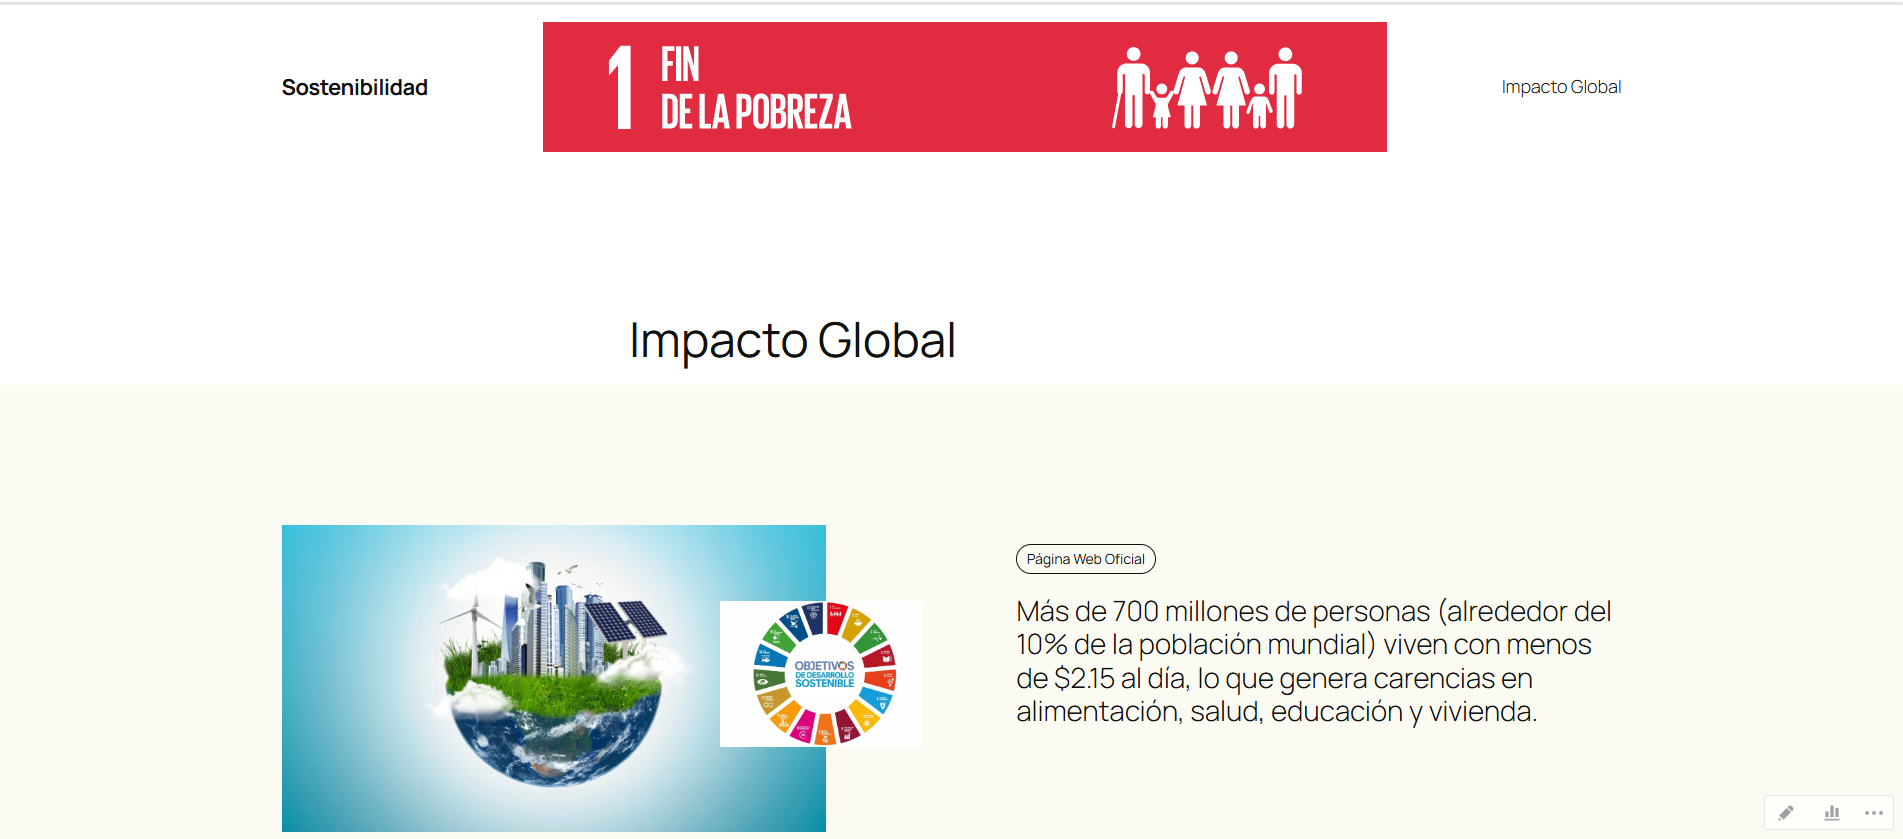 Sostenibilidad
1
FIN
DE LA POBREZA
Impacto Global
Impacto Global
OBJETIVOS
DE DESARROLLO
SOSTENIBLE
Página Web Oficial
Más de 700 millones de personas (alrededor del
10% de la población mundial) viven con menos
de $2.15 al día, lo que genera carencias en
alimentación, salud, educación y vivienda.